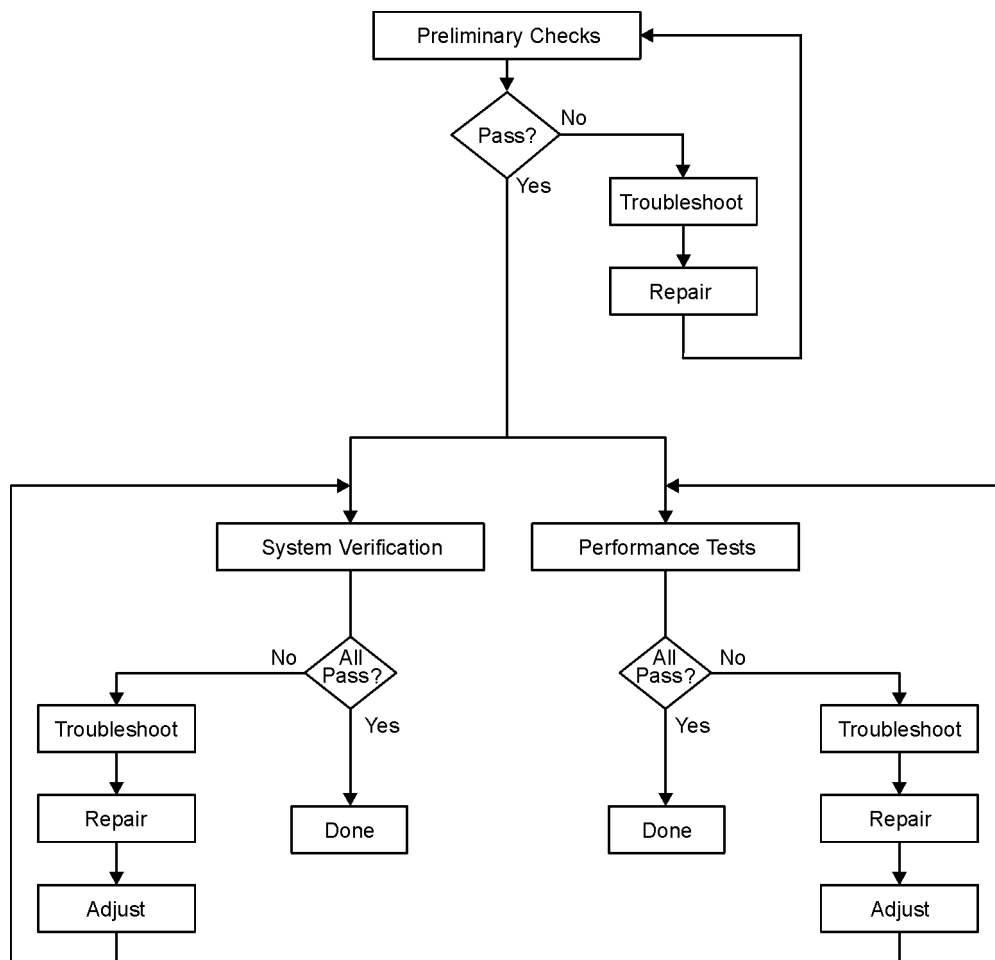 Preliminary Checks
Pass?
No
Yes
Troubleshoot
Repair
System Verification
Performance Tests
No
All
Pass?
Yes
All
Pass?
No
Yes
Troubleshoot
Repair
Adjust
Done
Done
Troubleshoot
Repair
Adjust